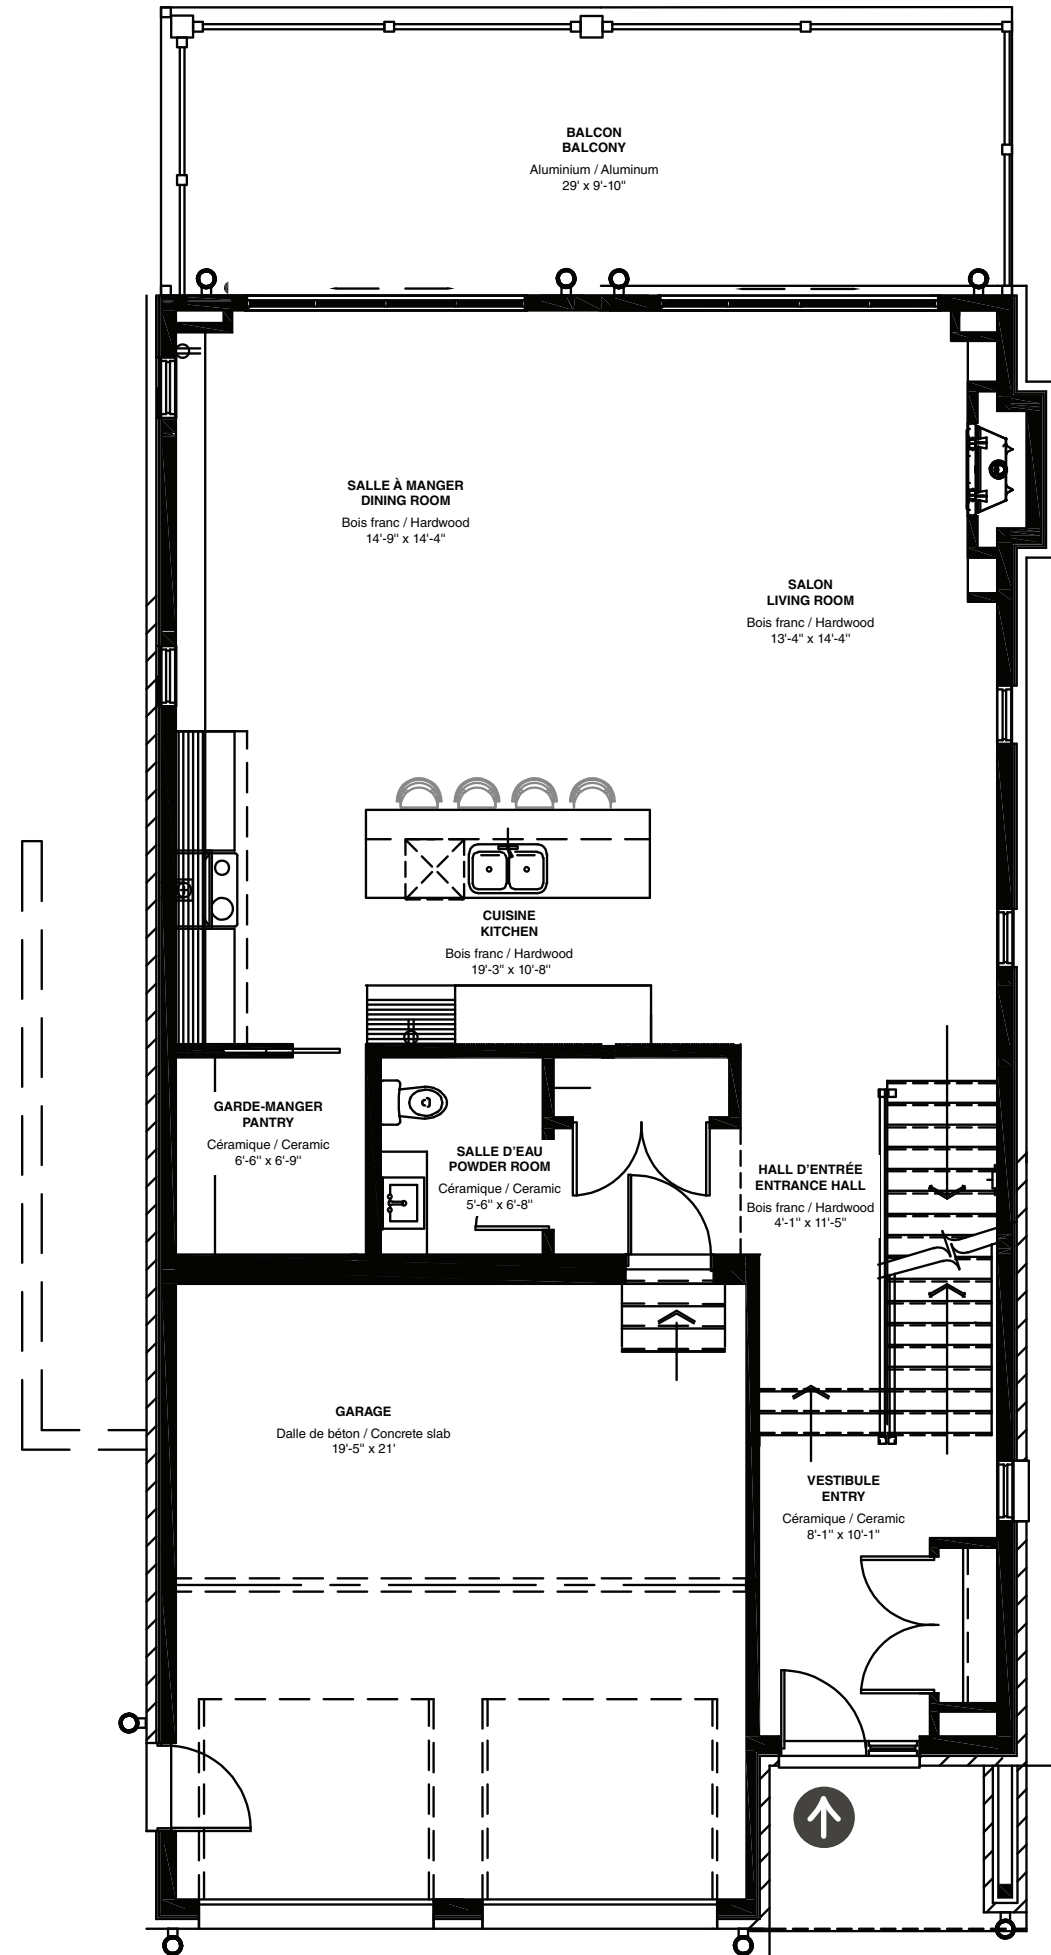 BALCON
BALCONY
Aluminium / Aluminum
29' x 9'-10"
SALLE À MANGER
DINING ROOM
Bois franc / Hardwood
14'-9" x 14'-4"
SALON
LIVING ROOM
Bois franc / Hardwood
13'-4" x 14'-4"
CUISINE
KITCHEN
Bois franc / Hardwood
19'-3" x 10'-8"
GARDE-MANGER
PANTRY
Céramique / Ceramic
6'-6" x 6'-9"
SALLE D'EAU
POWDER ROOM
Céramique / Ceramic
5'-6" x 6'-8"
HALL D'ENTRÉE
ENTRANCE HALL
Bois franc / Hardwood
4'-1" x 11'-5"
GARAGE
Dalle de béton / Concrete slab
19'-5" x 21'
VESTIBULE
ENTRY
Céramique / Ceramic
8'-1" x 10'-1"